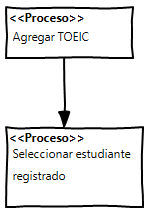 <<Proceso>>
Agregar TOEIC
<<Proceso>>
Seleccionar estudiante
registrado